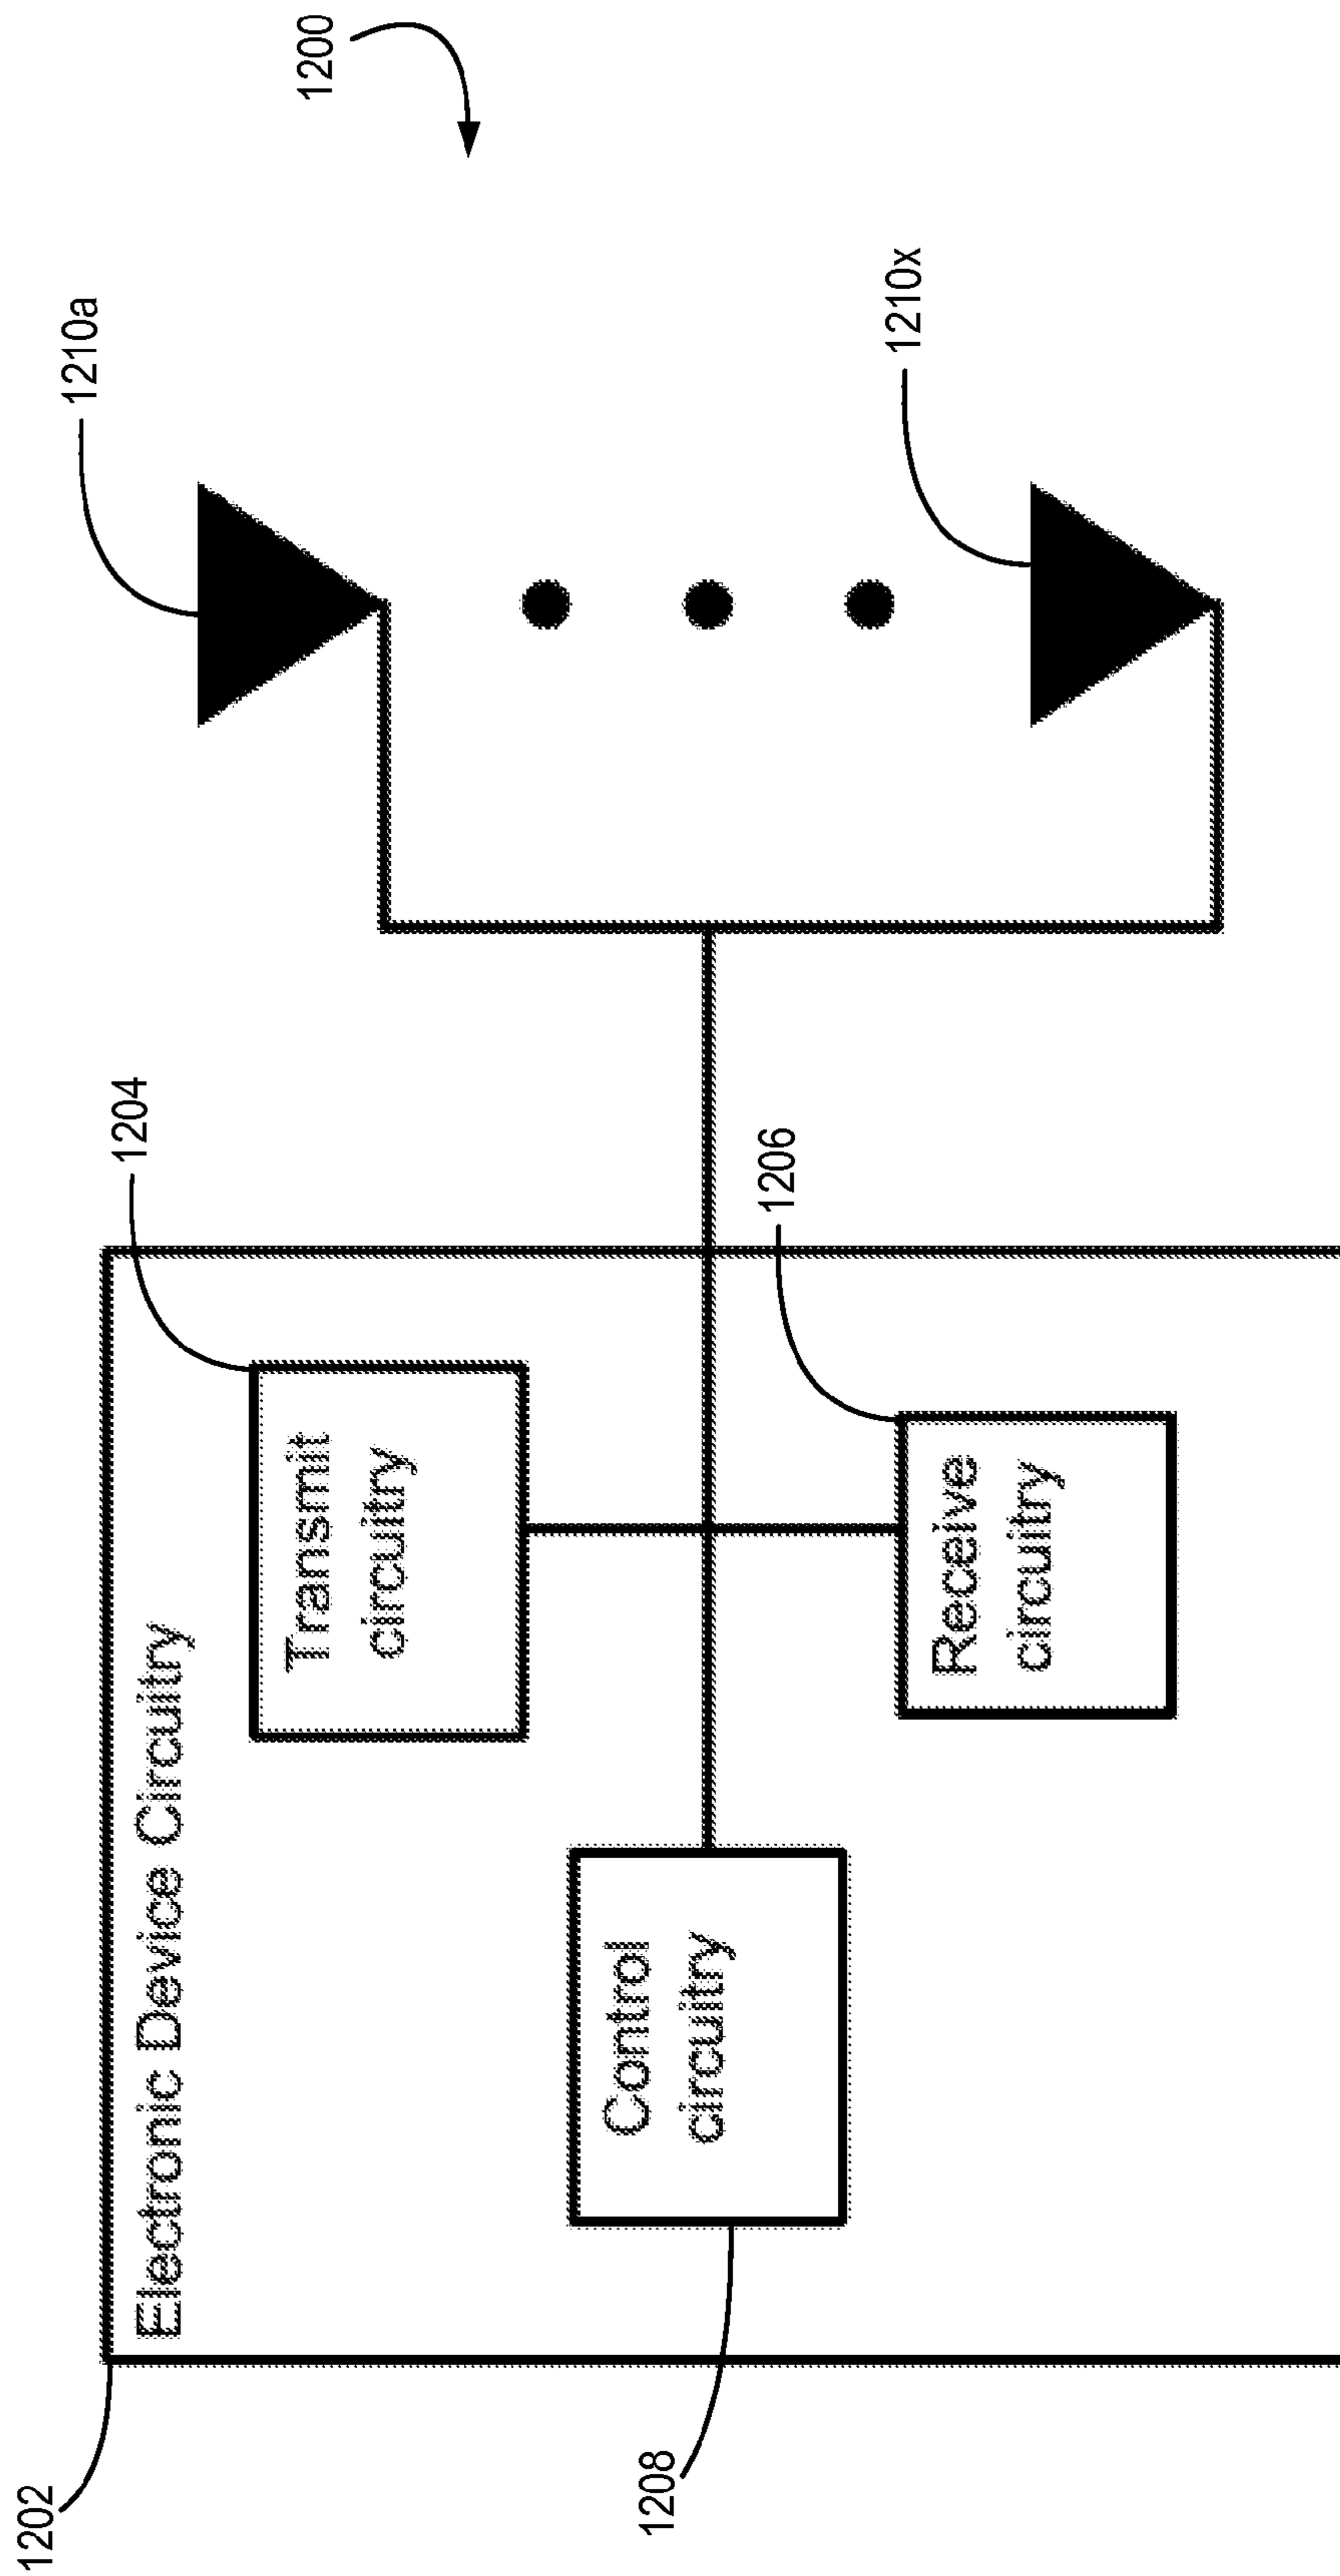 1200
1210a
1210x
1204
1206
1202
Electronic Device Circuitry
Transmit
circuitry
Control
circuitry
Receive
circuitry
1208